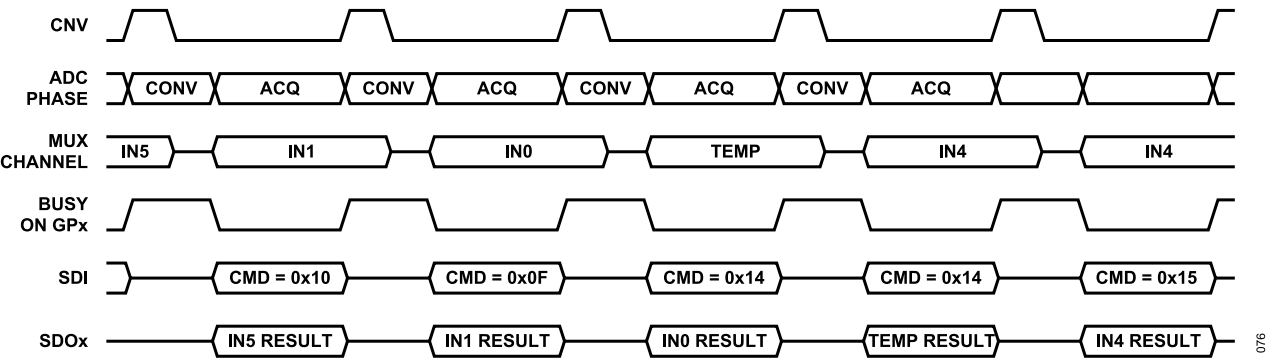 CNV
ADC
PHASE
CONV ACQ CONV ACQ CONV ACQ CONV ACQ
MUX
CHANNEL
IN5 IN1 IN0 TEMP IN4 IN4
BUSY
ON GPx
SDI
CMD = 0x10 CMD = 0x0F CMD = 0x14 CMD = 0x14 CMD = 0x15
SDOx
IN5 RESULT IN1 RESULT IN0 RESULT TEMP RESULT IN4 RESULT
076